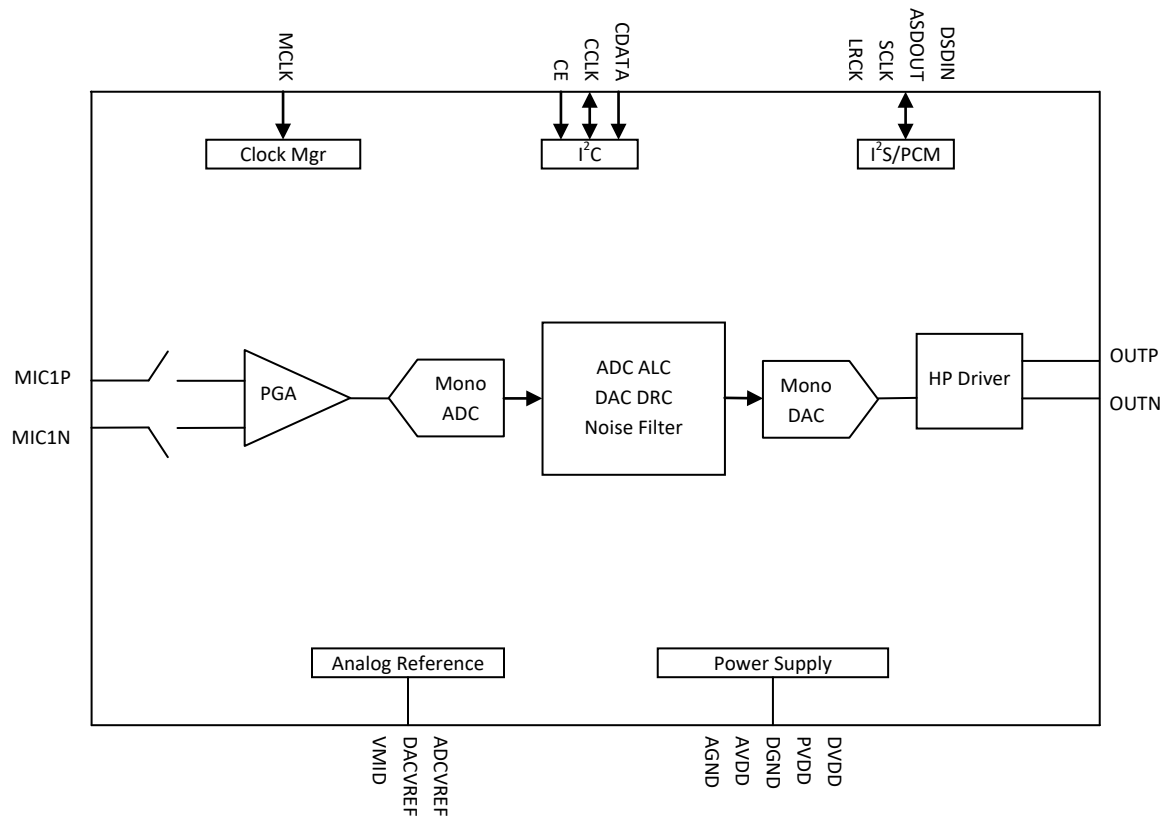 MCLK
CE
CCLK
CDATA
LRCK
SCLK
ASDOUT
DSDIN
Clock Mgr
I²C
I²S/PCM
MIC1P
MIC1N
PGA
Mono
ADC
ADC ALC
DAC DRC
Noise Filter
Mono
DAC
HP Driver
OUTP
OUTN
Analog Reference
Power Supply
VMID
DACVREF
ADCVREF
AGND
AVDD
DGND
PVDD
DVDD